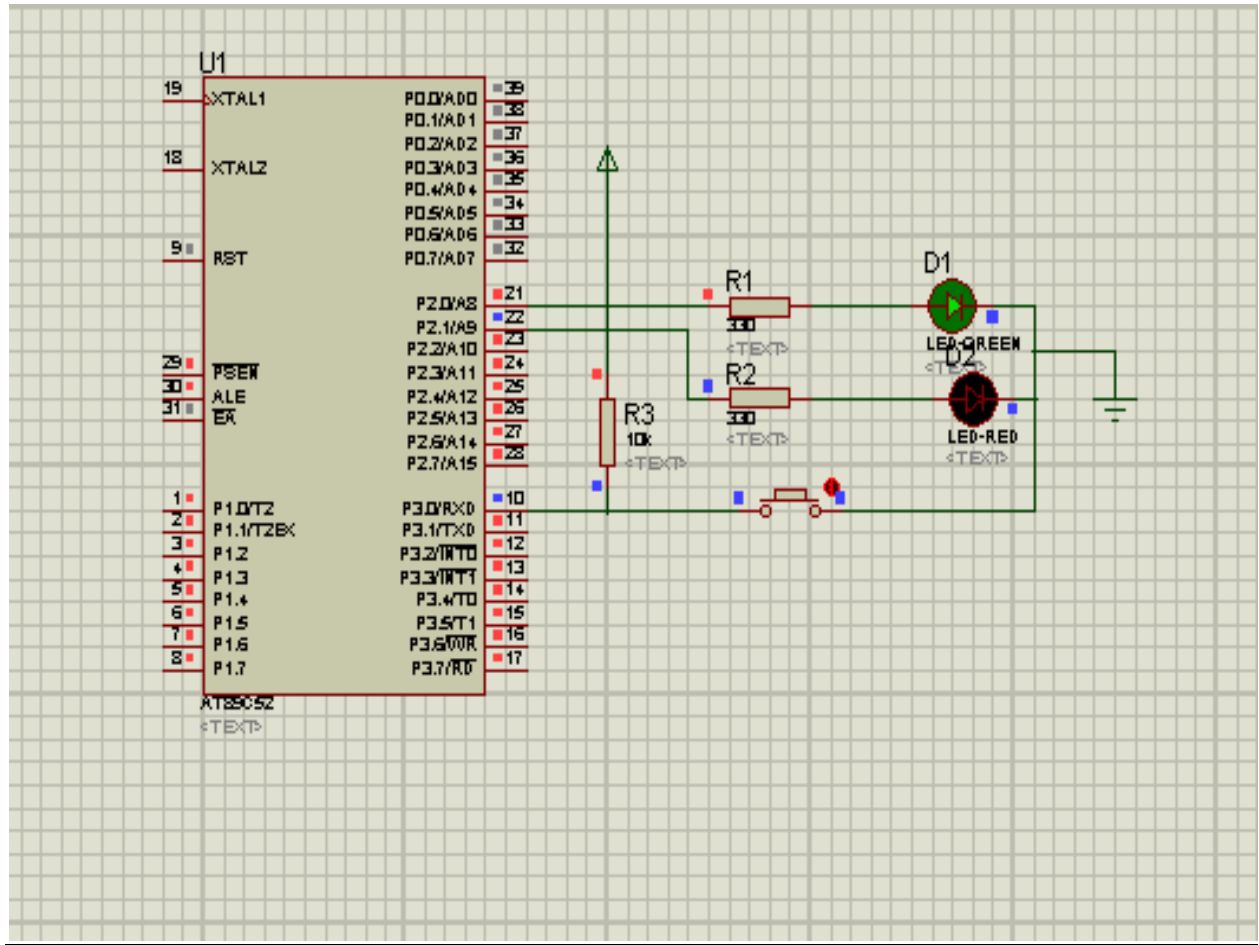 U1
19
XTAL1
18
XTAL2
9
RST
29
PSEN
30
ALE
31
EA
1
P1.0/T2
2
P1.1/T2EX
3
P1.2
4
P1.3
5
P1.4
6
P1.5
7
P1.6
8
P1.7
P0.0/AD0
39
P0.1/AD1
38
P0.2/AD2
37
P0.3/AD3
36
P0.4/AD4
35
P0.5/AD5
34
P0.6/AD6
33
P0.7/AD7
32
P2.0/A8
21
P2.1/A9
22
P2.2/A10
23
P2.3/A11
24
P2.4/A12
25
P2.5/A13
26
P2.6/A14
27
P2.7/A15
28
P3.0/RXD
10
P3.1/TXD
11
P3.2/INT0
12
P3.3/INT1
13
P3.4/T0
14
P3.5/T1
15
P3.6/WR
16
P3.7/RD
17
AT89C52
<TEXT>
R1
330
<TEXT>
R2
330
<TEXT>
R3
10k
<TEXT>
D1
LED-GREEN
<TEXT>
D2
LED-RED
<TEXT>